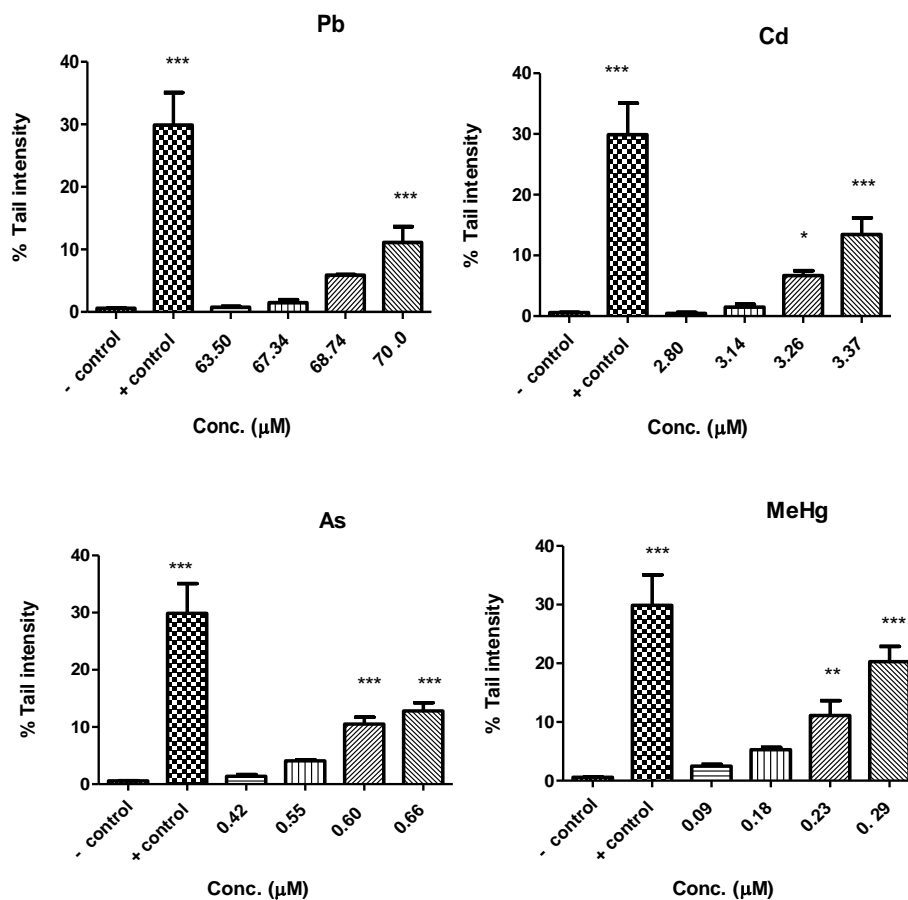 Pb
% Tail intensity
40
30
20
10
0
***
***
- control
+ control
63.50
67.34
68.74
70 .0
Conc. (μM)
Cd
% Tail intensity
40
30
20
10
0
***
*
***
- control
+ control
2.80
3.14
3.26
3.37
Conc. (μM)
As
% Tail intensity
40
30
20
10
0
***
***
***
- control
+ control
0.42
0.55
0.60
0.66
Conc. (μM)
MeHg
% Tail intensity
40
30
20
10
0
***
**
***
- control
+ control
0.09
0.18
0.23
0. 29
Conc. (μM)